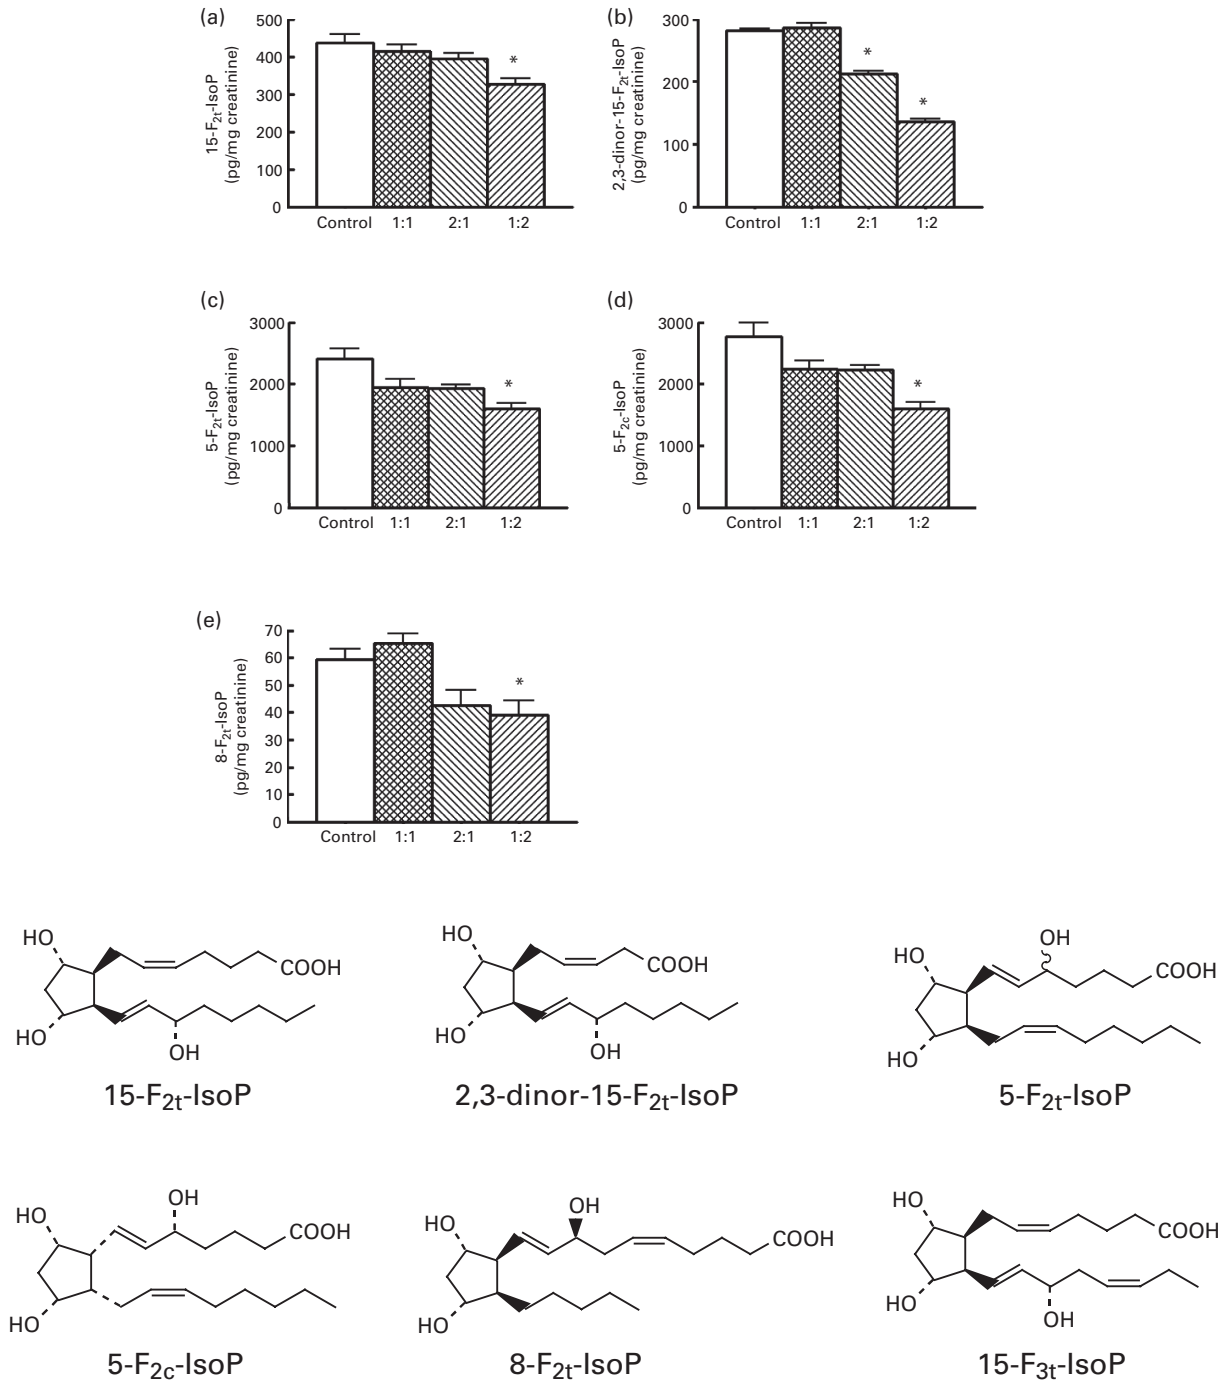 (a)
15-F2t-IsoP
(pg/mg creatinine)
500
400
300
200
100
0
Control 1:1 2:1 1:2
*
(b)
2,3-dinor-15-F2t-IsoP
(pg/mg creatinine)
300
200
100
0
Control 1:1 2:1 1:2
*
*
(c)
5-F2t-IsoP
(pg/mg creatinine)
3000
2000
1000
0
Control 1:1 2:1 1:2
*
(d)
5-F2c-IsoP
(pg/mg creatinine)
3000
2000
1000
0
Control 1:1 2:1 1:2
*
(e)
8-F2t-IsoP
(pg/mg creatinine)
70
60
50
40
30
20
10
0
Control 1:1 2:1 1:2
*
HO
COOH
HO
OH
15-F2t-IsoP
HO
COOH
HO
OH
2,3-dinor-15-F2t-IsoP
OH
HO
COOH
HO
5-F2t-IsoP
OH
HO
COOH
HO
5-F2c-IsoP
OH
HO
COOH
HO
8-F2t-IsoP
HO
COOH
HO
OH
15-F3t-IsoP